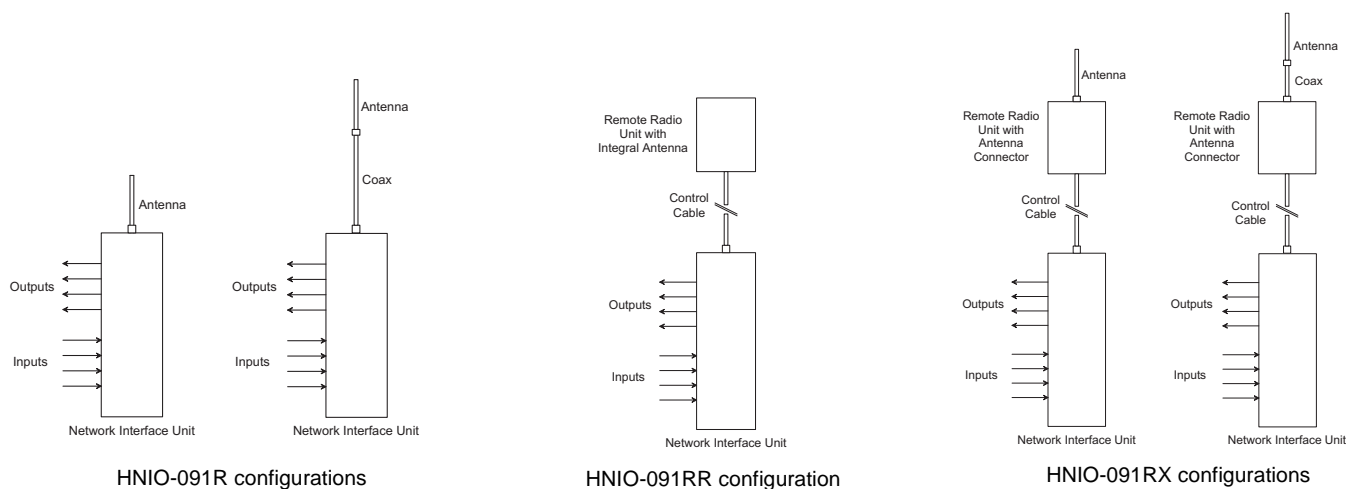 Antenna
Outputs
Inputs
Network Interface Unit
Antenna
Coax
Outputs
Inputs
Network Interface Unit
HNIO-091R configurations
Remote Radio
Unit with
Integral Antenna
Control
Cable
Outputs
Inputs
Network Interface Unit
HNIO-091RR configuration
Antenna
Remote Radio
Unit with
Antenna
Connector
Control
Cable
Outputs
Inputs
Network Interface Unit
Antenna
Coax
Remote Radio
Unit with
Antenna
Connector
Control
Cable
Outputs
Inputs
Network Interface Unit
HNIO-091RX configurations